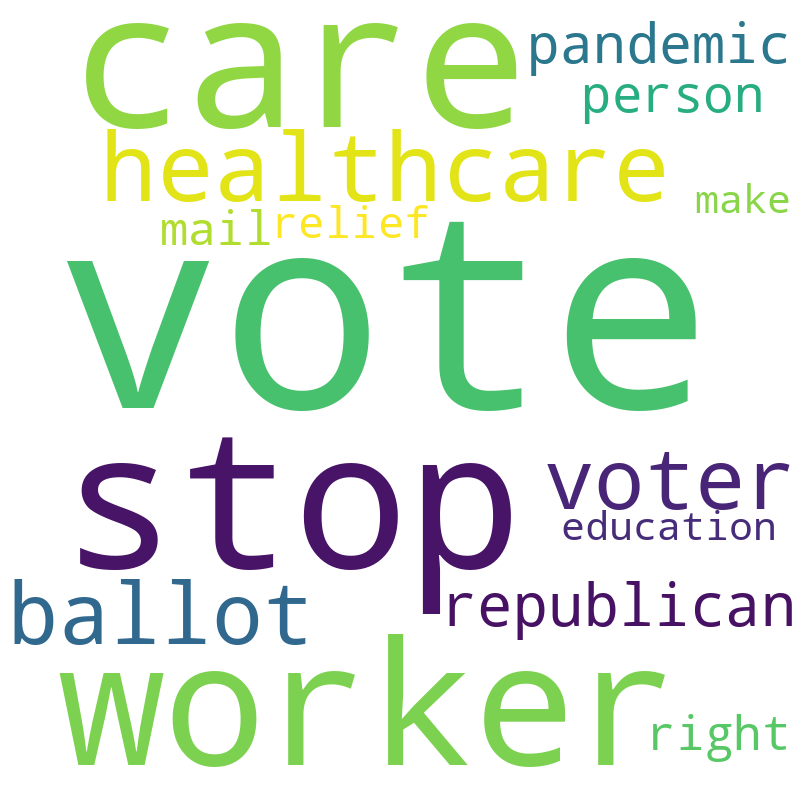 care
pandemic
person
healthcare
make
mail
relief
vote
stop
voter
education
ballot
republican
worker
right